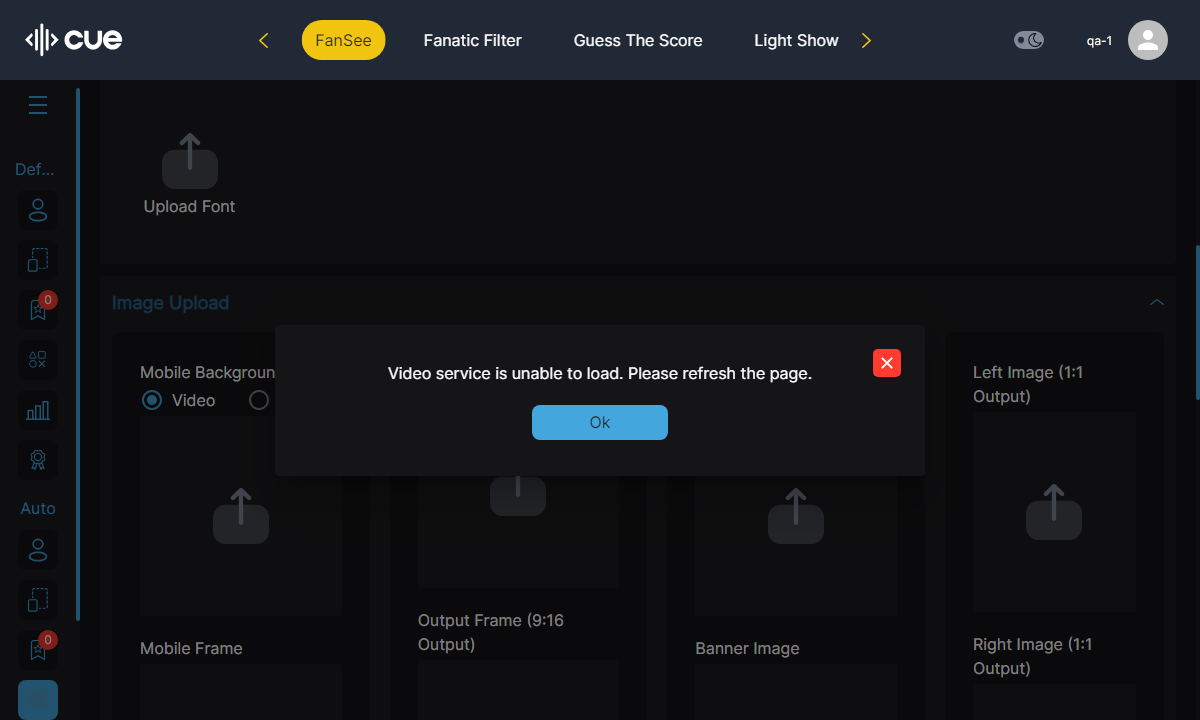 cue
FanSee
Fanatic Filter
Guess The Score
Light Show
qa-1
Def...
Upload Font
0
Image Upload
Video service is unable to load. Please refresh the page.
Ok
Mobile Backgroun
Video
Left Image (1:1
Output)
Auto
Output Frame (9:16
Output)
0
Mobile Frame
Banner Image
Right Image (1:1
Output)